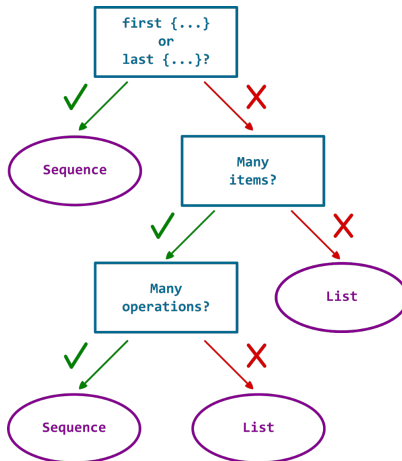 first {...}
or
last {...}?
Sequence
Many
items?
Many
operations?
List
Sequence
List